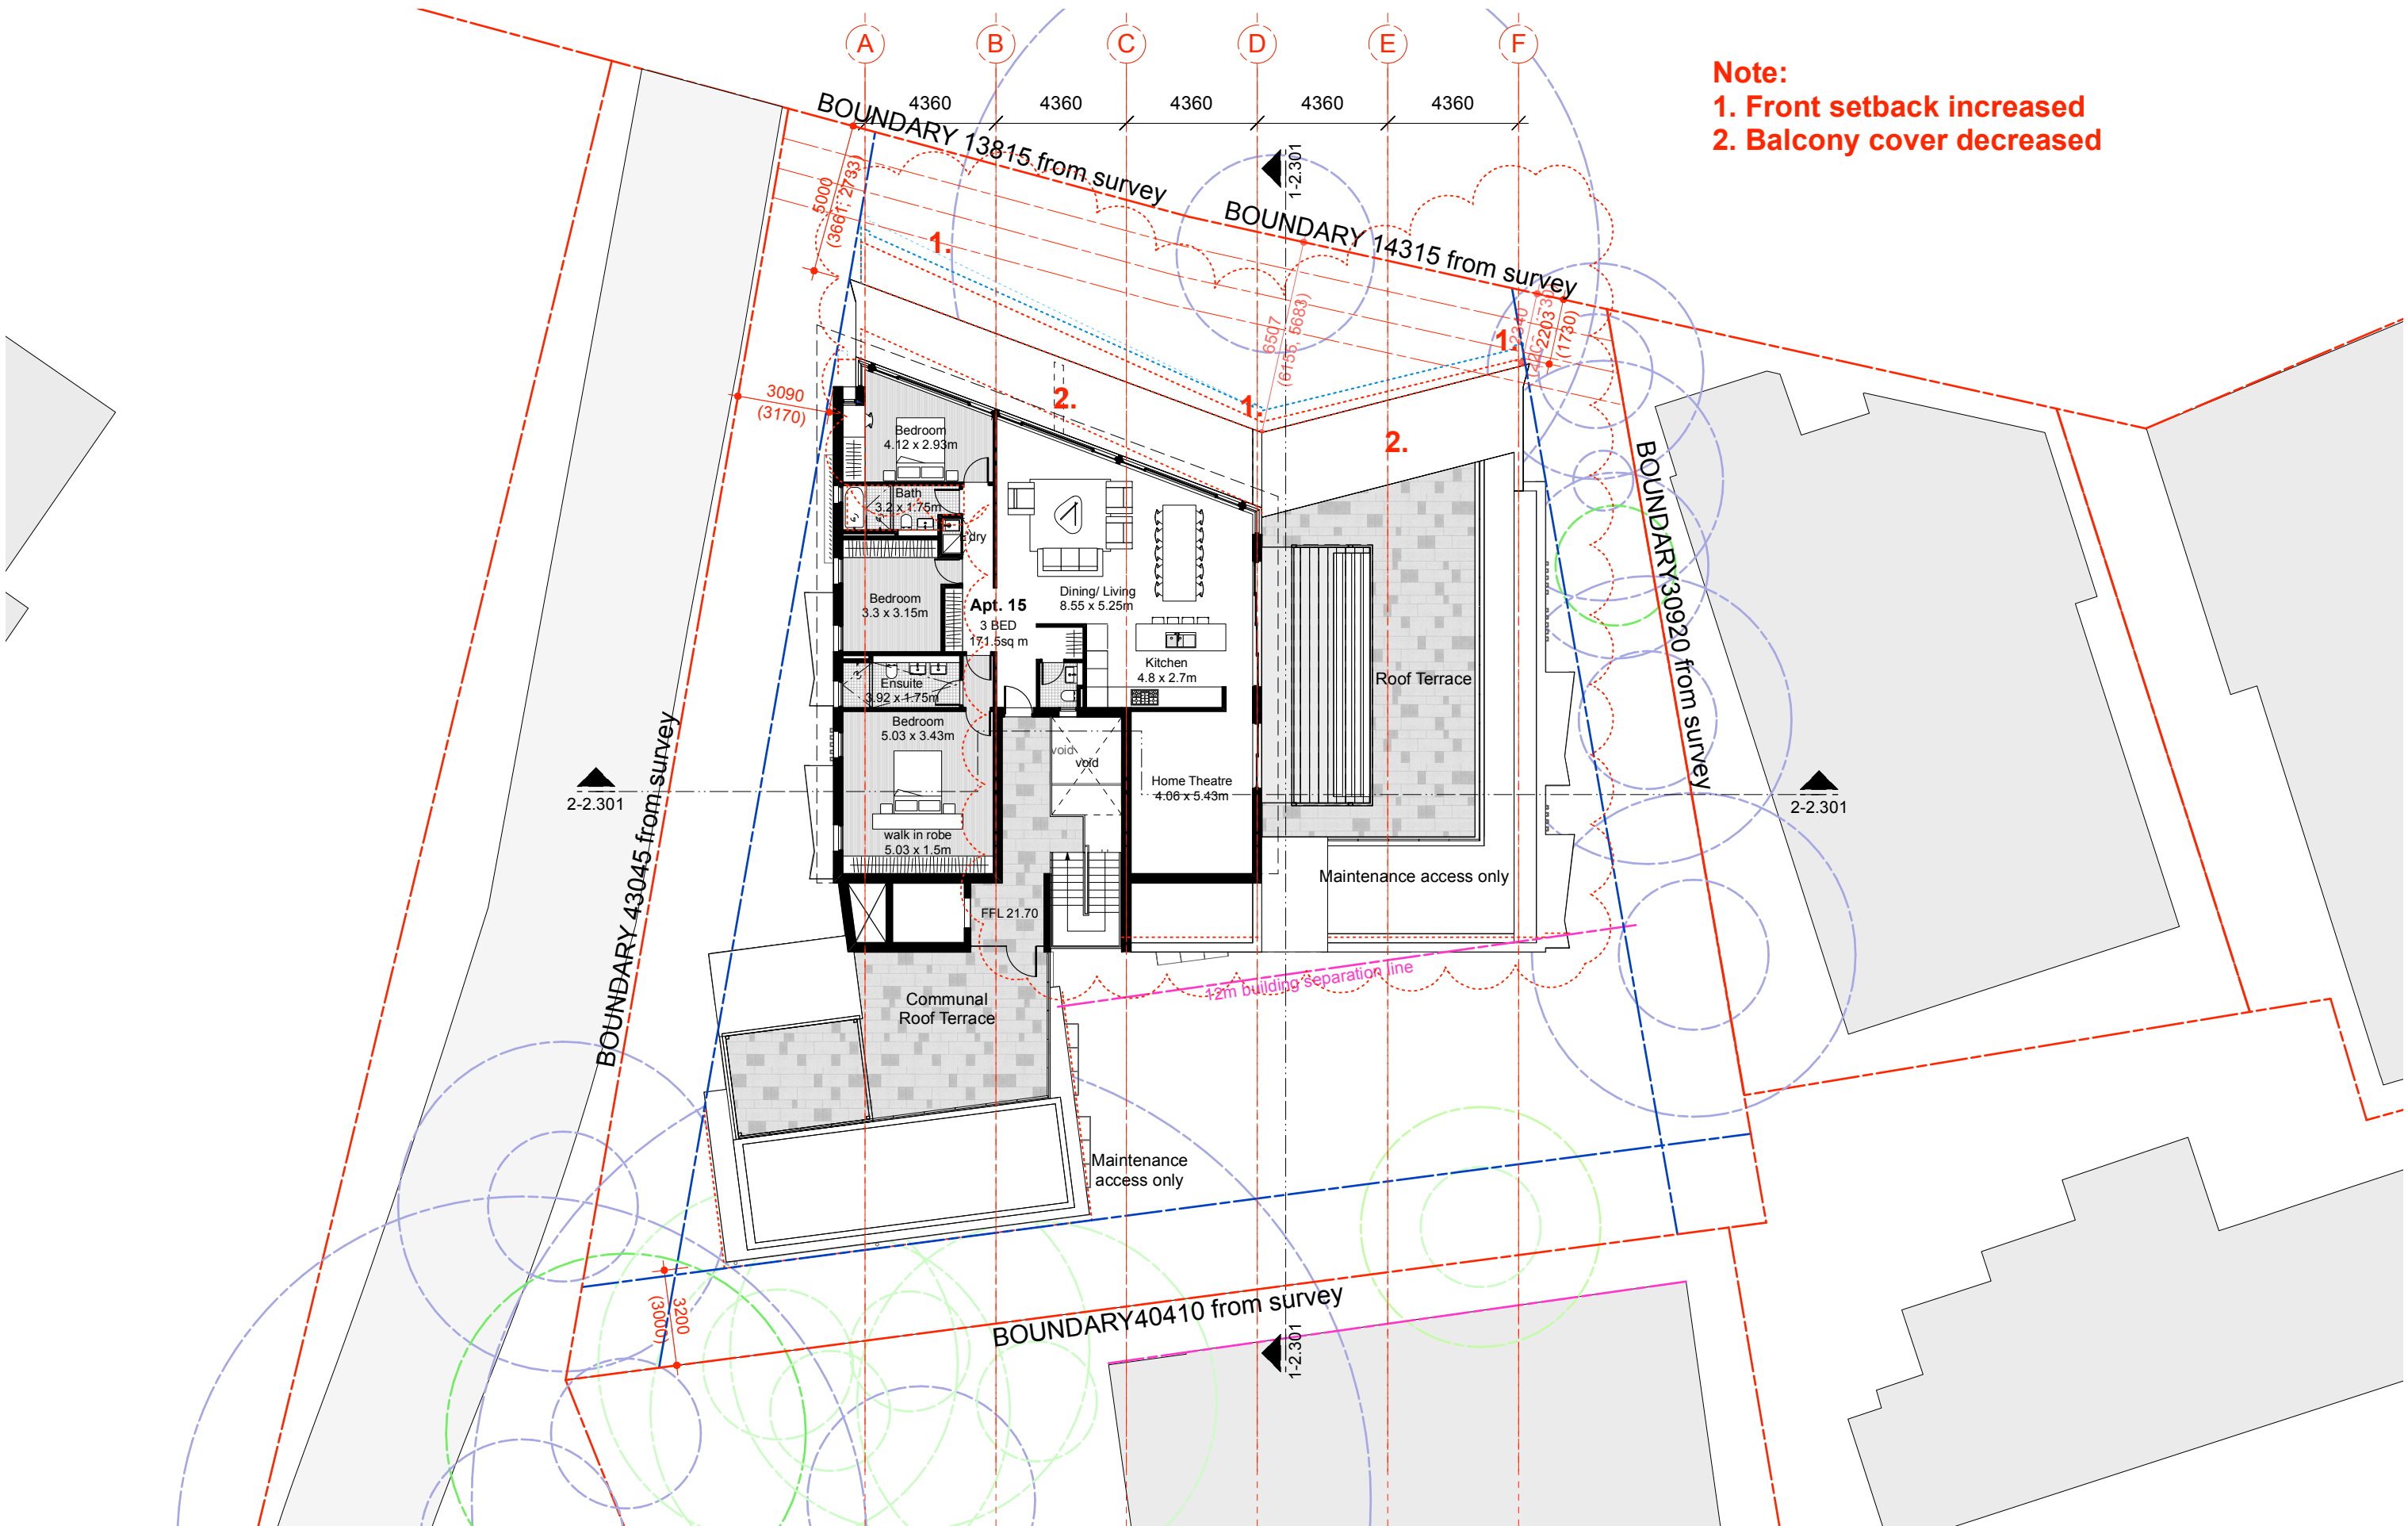 A
B
C
D
E
F
Note:
1. Front setback increased
2. Balcony cover decreased
4360
4360
4360
4360
4360
BOUNDARY 13815 from survey
BOUNDARY 14315 from survey
1-2.301
5000
(3661, 2733)
1.
6507
(6155, 5683)
1.
2203
(1730)
3090
(3170)
2.
1.
2.
Bedroom
4.12 x 2.93m
Bath
3.2 x 1.75m
dry
Bedroom
3.3 x 3.15m
Apt. 15
3 BED
171.5sq m
Dining/ Living
8.55 x 5.25m
Kitchen
4.8 x 2.7m
Ensuite
3.92 x 1.75m
Bedroom
5.03 x 3.43m
void
void
Home Theatre
4.06 x 5.43m
walk in robe
5.03 x 1.5m
Roof Terrace
BOUNDARY30920 from survey
BOUNDARY 43045 from survey
2-2.301
2-2.301
Maintenance access only
FFL 21.70
12m building separation line
Communal
Roof Terrace
Maintenance
access only
3200
(3000)
BOUNDARY40410 from survey
1-2.301